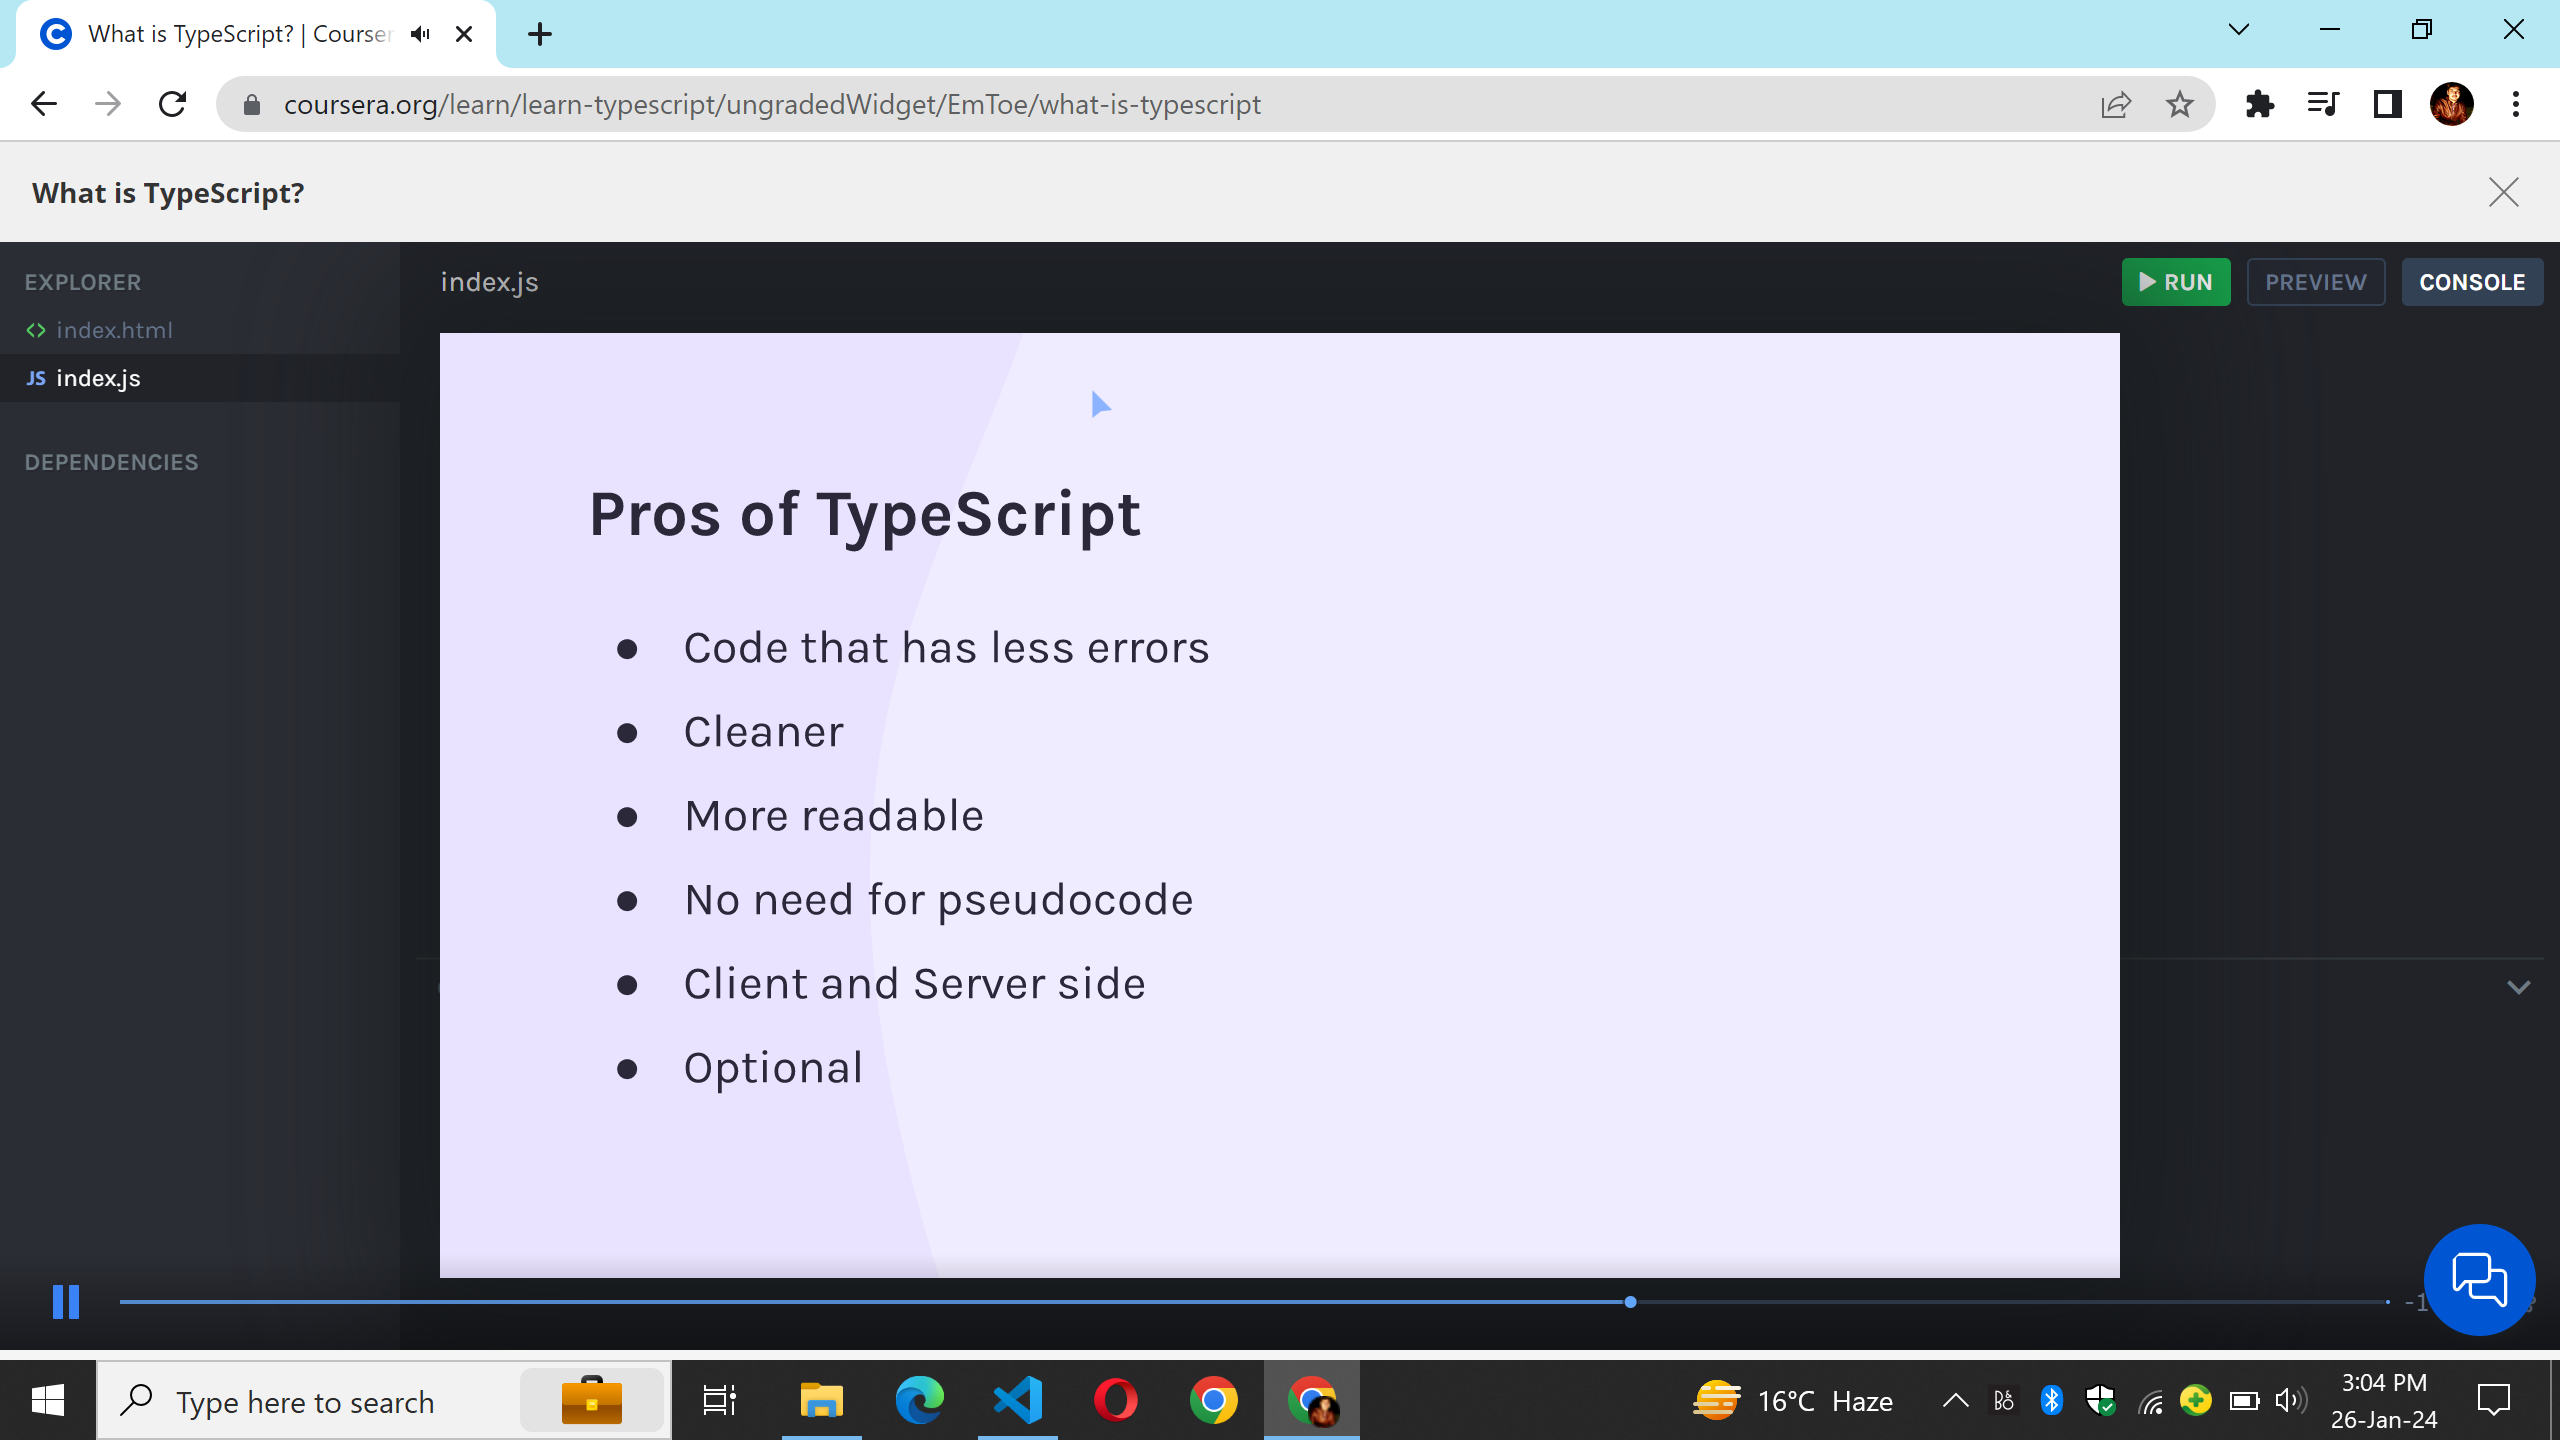 What is TypeScript? | Courser
coursera.org/learn/learn-typescript/ungradedWidget/EmToe/what-is-typescript
What is TypeScript?
EXPLORER
index.html
JS index.js
DEPENDENCIES
index.js
RUN
PREVIEW
CONSOLE
Pros of TypeScript
● Code that has less errors
● Cleaner
● More readable
● No need for pseudocode
● Client and Server side
● Optional
-1
Type here to search
16°C Haze
3:04 PM
26-Jan-24